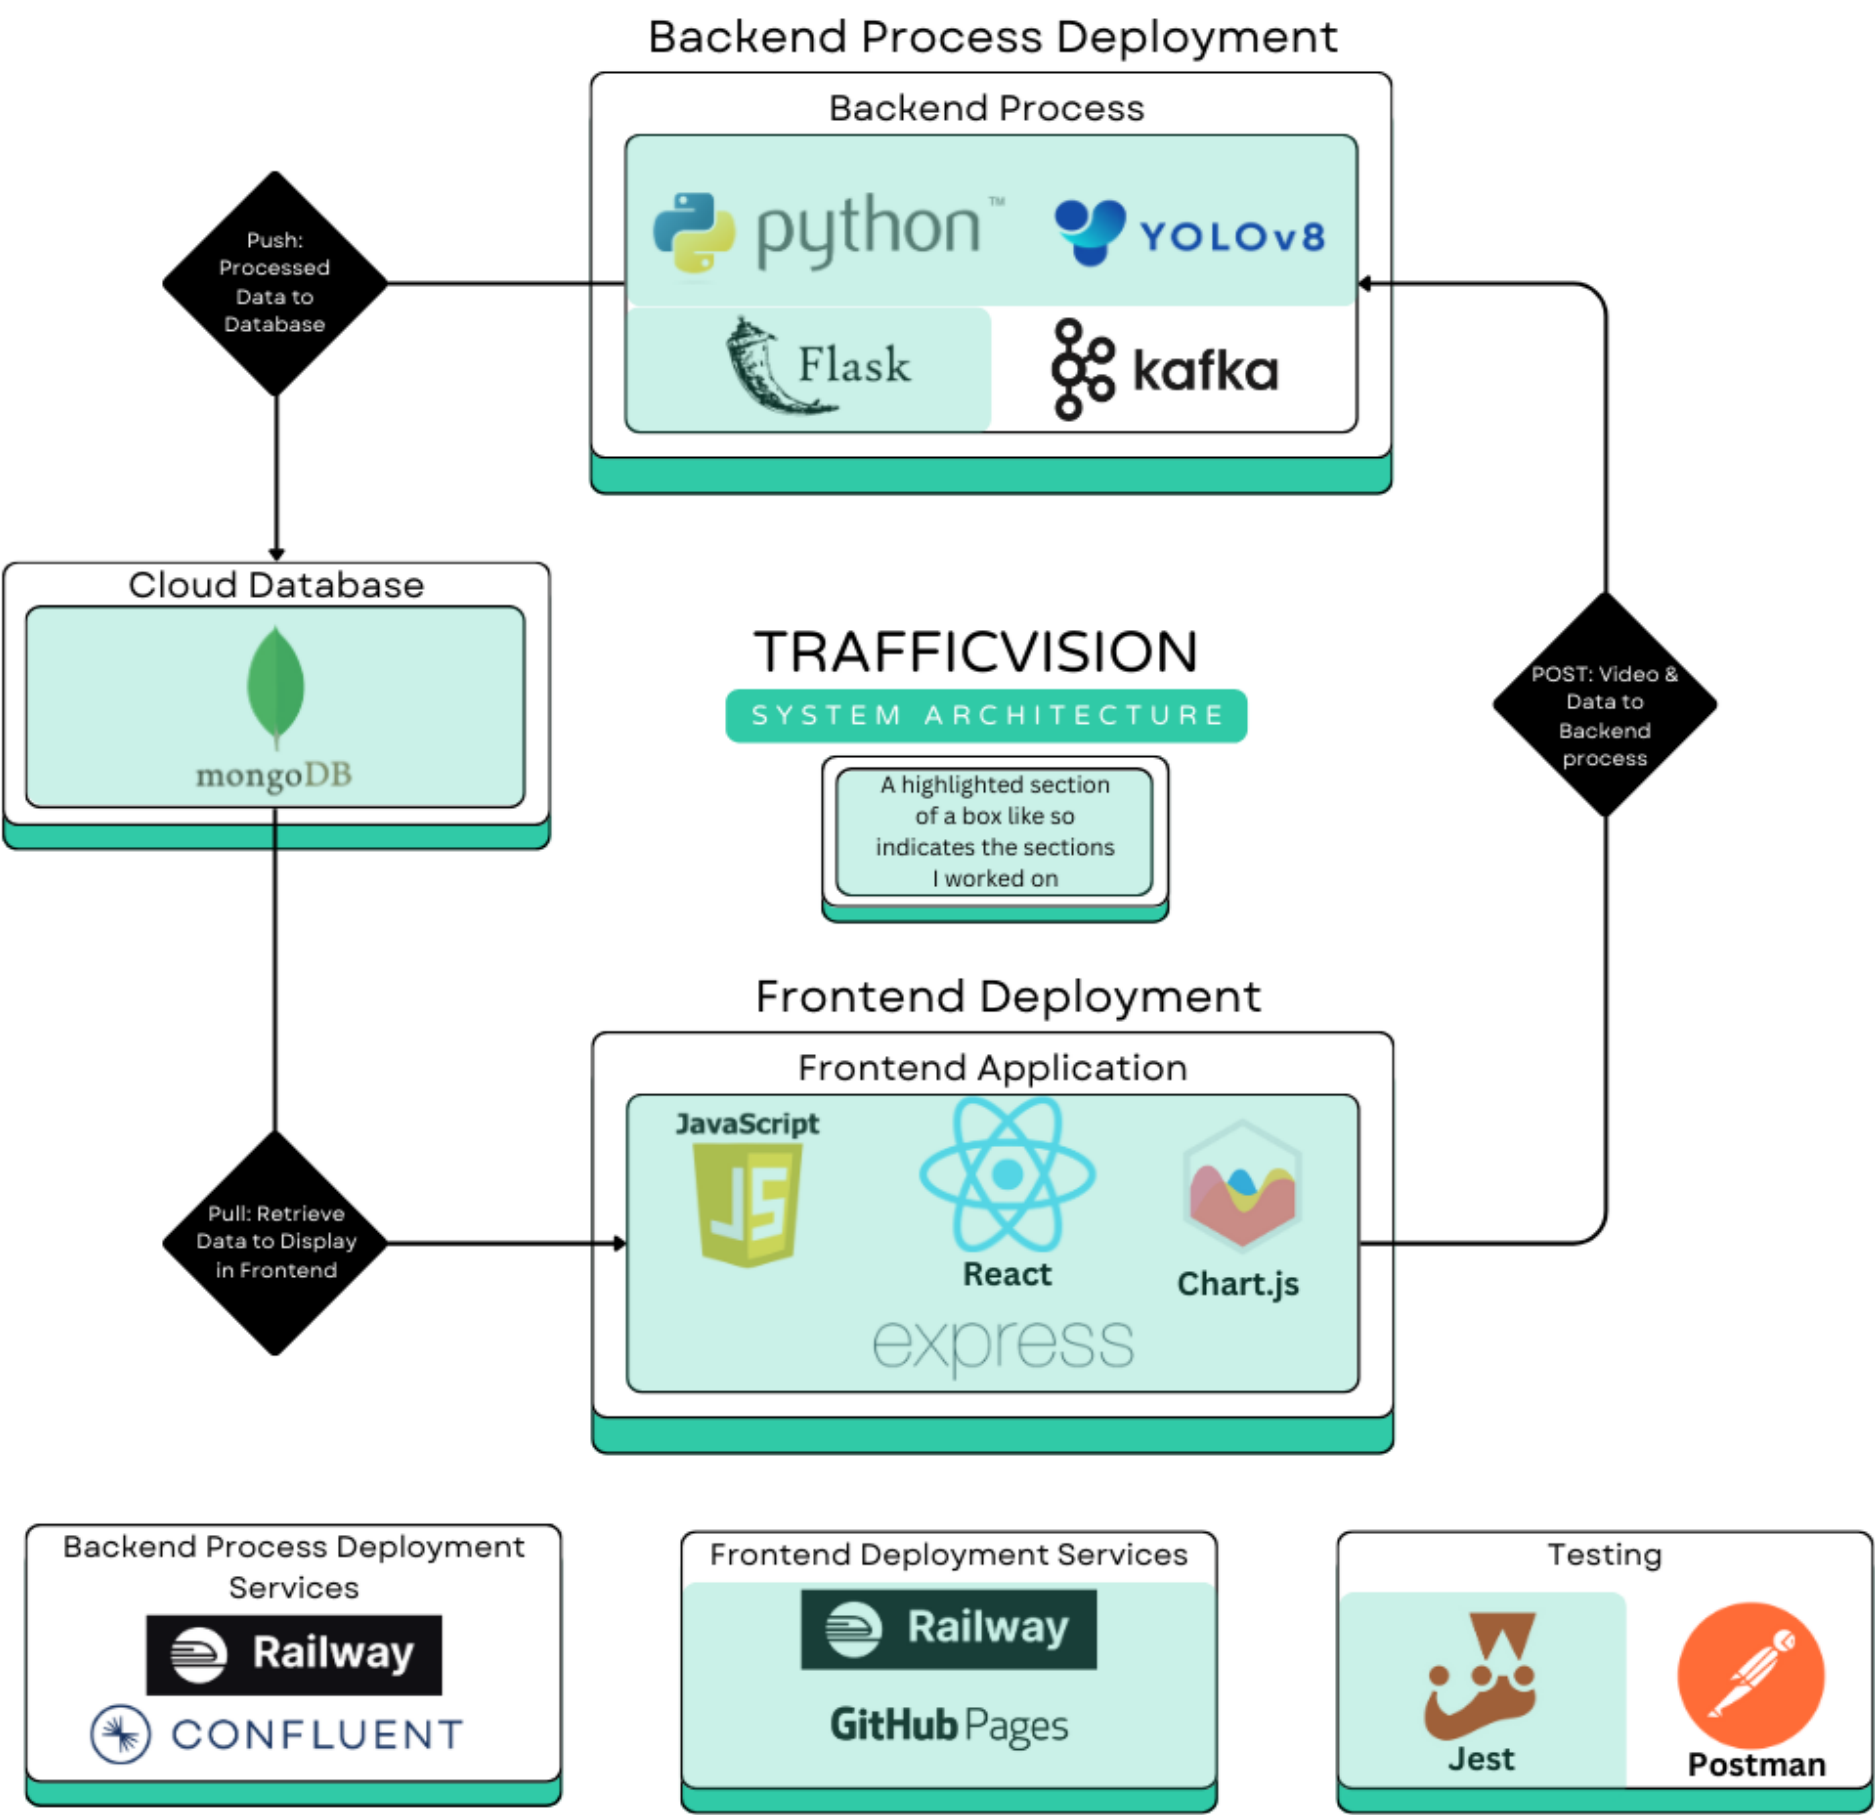 Backend Process Deployment
Backend Process
python™
YOLOv8
Flask
kafka
Push:
Processed
Data to
Database
Cloud Database
mongoDB
TRAFFICVISION
SYSTEM ARCHITECTURE
A highlighted section
of a box like so
indicates the sections
I worked on
POST: Video &
Data to
Backend
process
Frontend Deployment
Frontend Application
JavaScript
JS
React
Chart.js
express
Pull: Retrieve
Data to Display
in Frontend
Backend Process Deployment
Services
Railway
CONFLUENT
Frontend Deployment Services
Railway
GitHub Pages
Testing
Jest
Postman